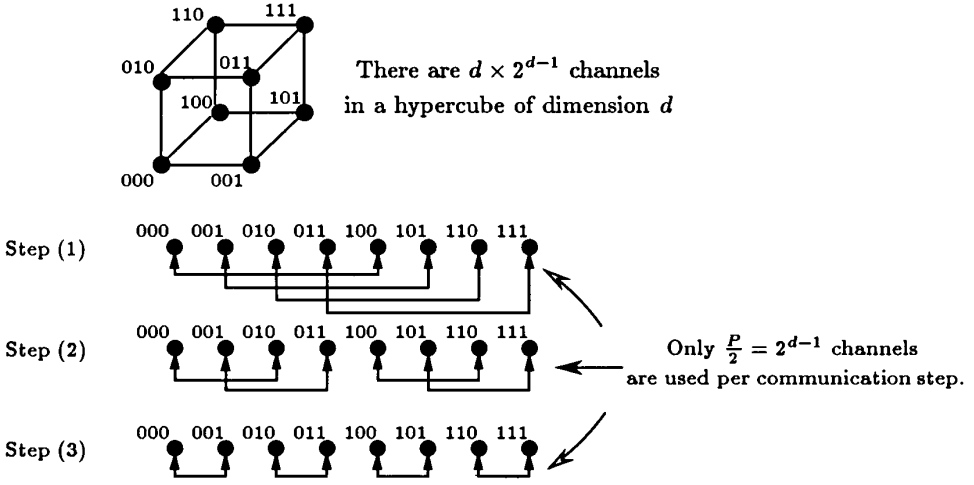 110 111
010 011
There are d × 2^{d−1} channels
100 101
in a hypercube of dimension d
000 001
000 001 010 011 100 101 110 111
Step (1)
000 001 010 011 100 101 110 111
Step (2)
Only P/2 = 2^{d−1} channels
are used per communication step.
000 001 010 011 100 101 110 111
Step (3)